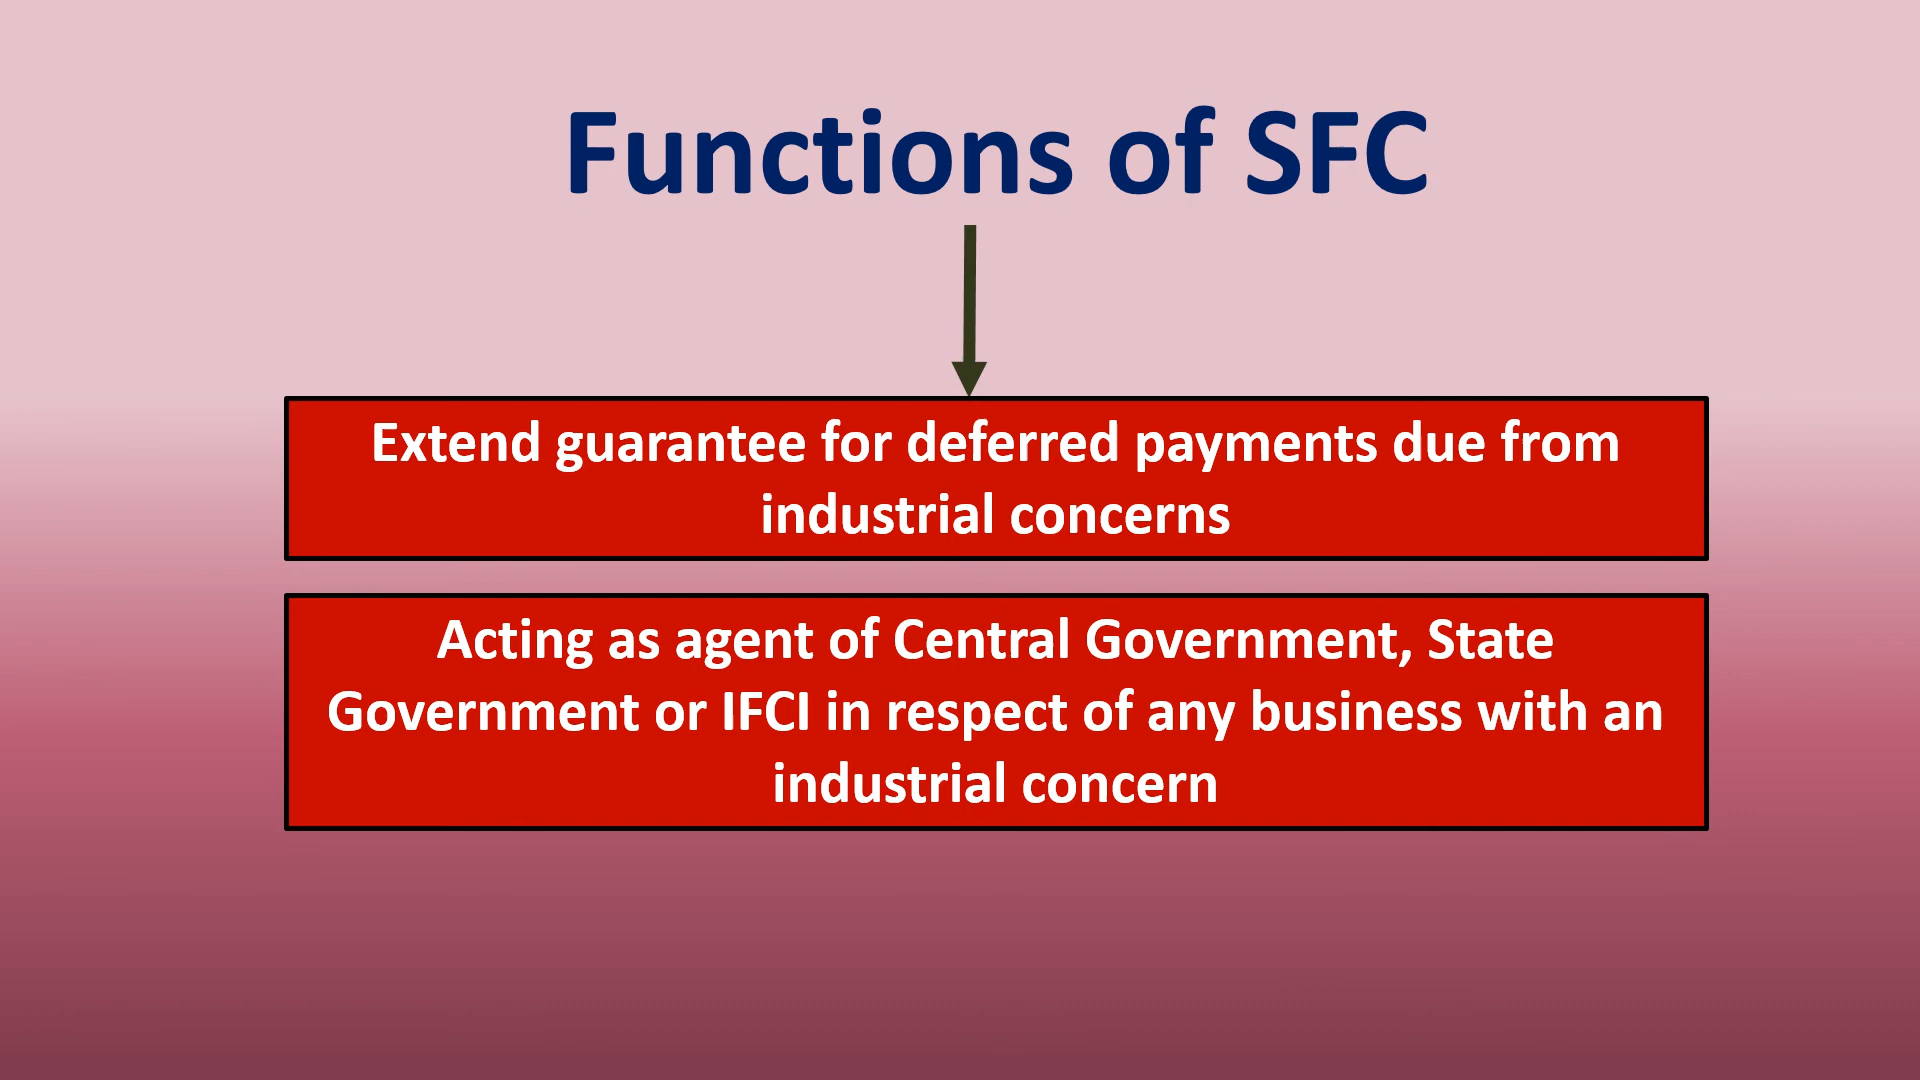 Functions of SFC
Extend guarantee for deferred payments due from
industrial concerns
Acting as agent of Central Government, State
Government or IFCI in respect of any business with an
industrial concern